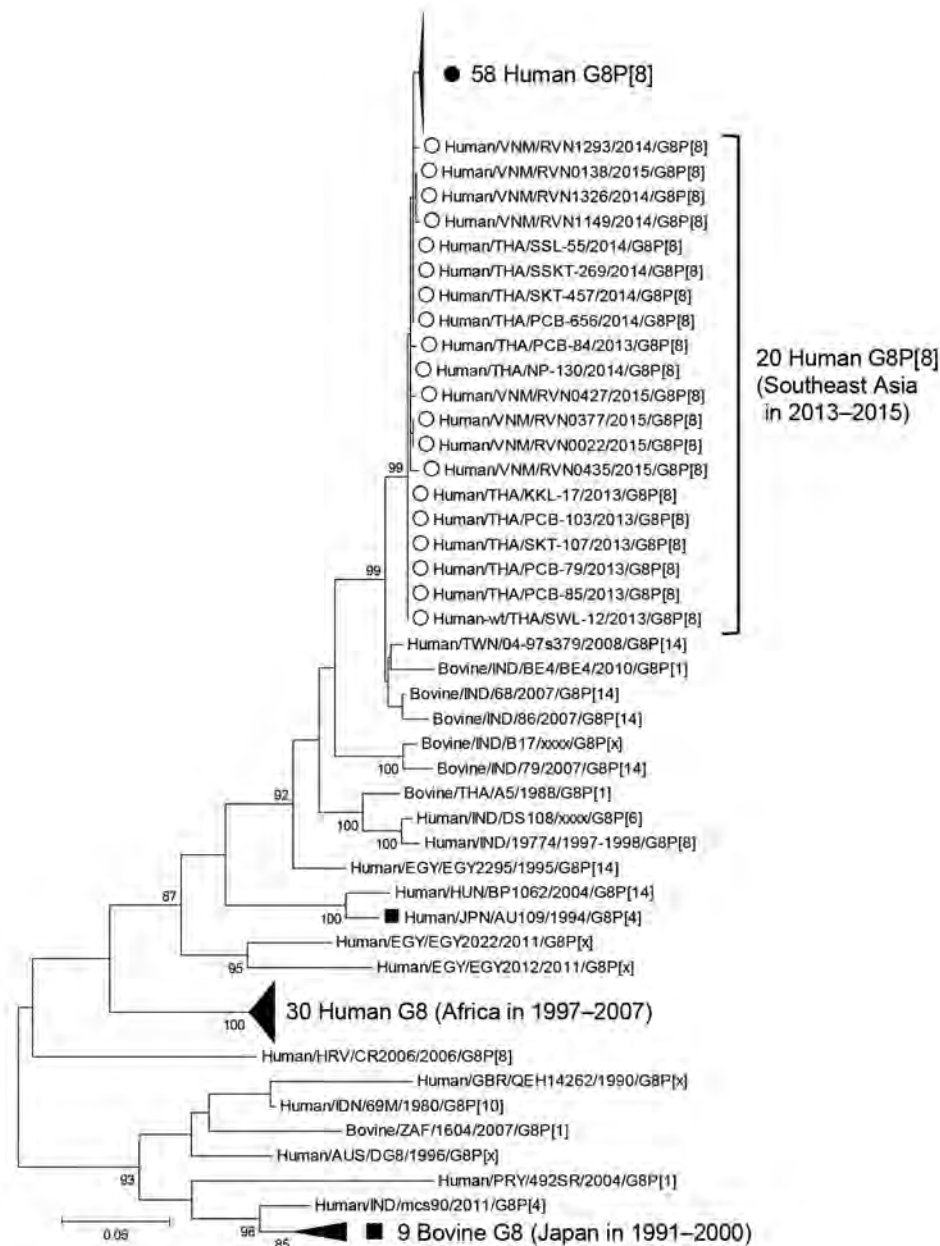 58 Human G8P[8]
Human/VNM/RVN1293/2014/G8P[8]
Human/VNM/RVN0138/2015/G8P[8]
Human/VNM/RVN1326/2014/G8P[8]
Human/VNM/RVN1149/2014/G8P[8]
Human/THA/SSL-55/2014/G8P[8]
Human/THA/SSKT-269/2014/G8P[8]
Human/THA/SKT-457/2014/G8P[8]
Human/THA/PCB-656/2014/G8P[8]
Human/THA/PCB-84/2013/G8P[8]
Human/THA/NP-130/2014/G8P[8]
Human/VNM/RVN0427/2015/G8P[8]
Human/VNM/RVN0377/2015/G8P[8]
Human/VNM/RVN0022/2015/G8P[8]
Human/VNM/RVN0435/2015/G8P[8]
Human/THA/KKL-17/2013/G8P[8]
Human/THA/PCB-103/2013/G8P[8]
Human/THA/SKT-107/2013/G8P[8]
Human/THA/PCB-79/2013/G8P[8]
Human/THA/PCB-85/2013/G8P[8]
Human-wt/THA/SWL-12/2013/G8P[8]
20 Human G8P[8]
(Southeast Asia
in 2013–2015)
99
99
Human/TWN/04-97s379/2008/G8P[14]
Bovine/IND/BE4/BE4/2010/G8P[1]
Bovine/IND/68/2007/G8P[14]
Bovine/IND/86/2007/G8P[14]
Bovine/IND/B17/xxxx/G8P[x]
100 Bovine/IND/79/2007/G8P[14]
Bovine/THA/A5/1988/G8P[1]
92
100 Human/IND/DS108/xxxx/G8P[6]
100 Human/IND/19774/1997-1998/G8P[8]
Human/EGY/EGY2295/1995/G8P[14]
87 Human/HUN/BP1062/2004/G8P[14]
100 Human/JPN/AU109/1994/G8P[4]
Human/EGY/EGY2022/2011/G8P[x]
95 Human/EGY/EGY2012/2011/G8P[x]
100 30 Human G8 (Africa in 1997–2007)
Human/HRV/CR2006/2006/G8P[8]
Human/GBR/QEH14262/1990/G8P[x]
Human/IDN/69M/1980/G8P[10]
Bovine/ZAF/1604/2007/G8P[1]
Human/AUS/DG8/1996/G8P[x]
93
Human/PRY/492SR/2004/G8P[1]
Human/IND/mcs90/2011/G8P[4]
98
85 9 Bovine G8 (Japan in 1991–2000)
0.09